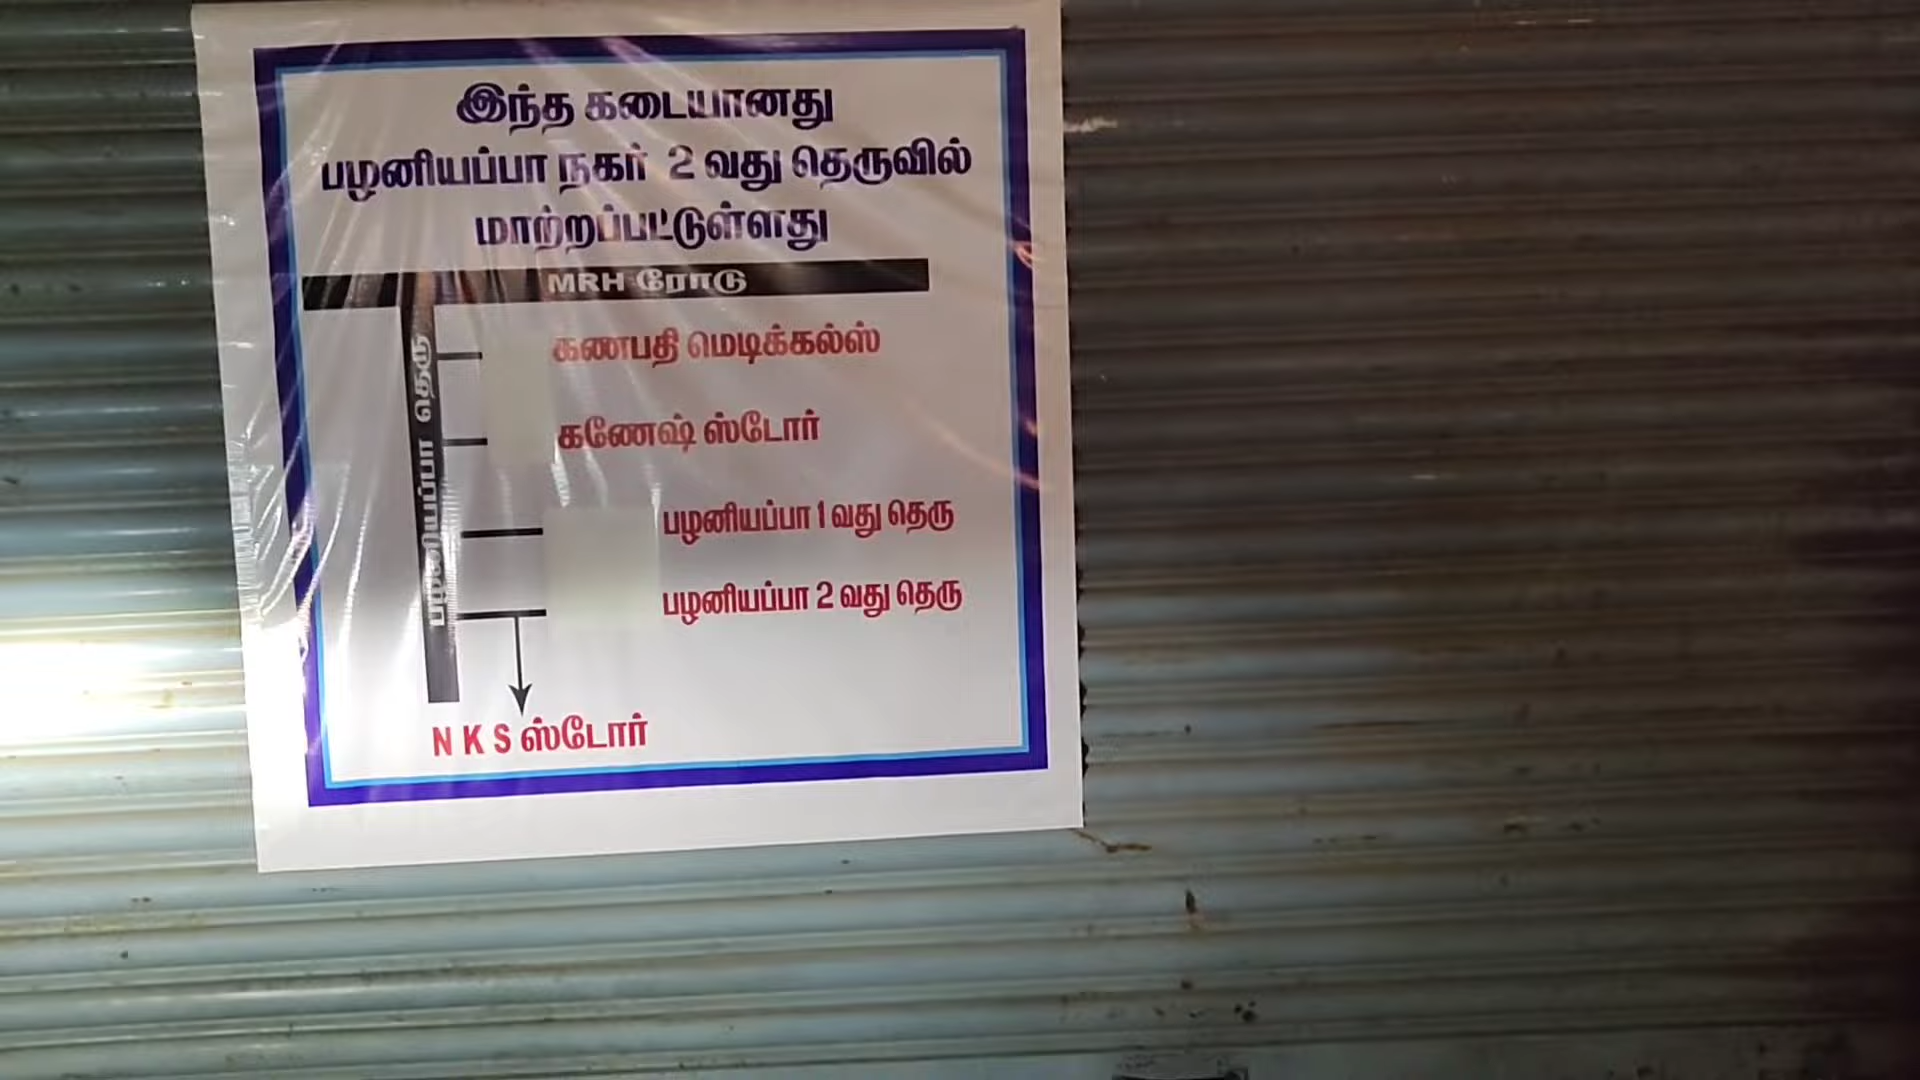 இந்த கடையானது
பழனியப்பா நகர் 2 வது தெருவில்
மாற்றப்பட்டுள்ளது
MRH ரோடு
பழனியப்பா தெரு
கணபதி மெடிக்கல்ஸ்
கணேஷ் ஸ்டோர்
பழனியப்பா 1 வது தெரு
பழனியப்பா 2 வது தெரு
N K S ஸ்டோர்